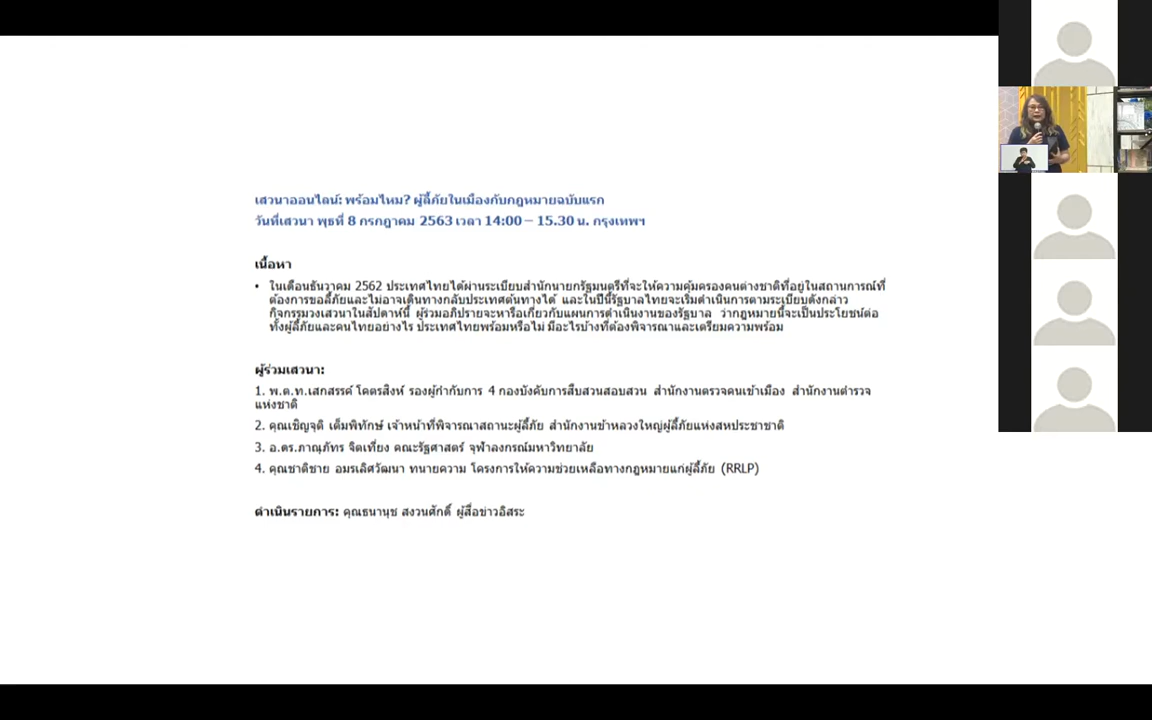 เสวนาออนไลน์: พร้อมไหม? ผู้ลี้ภัยในเมืองกับกฎหมายฉบับแรก
วันที่เสวนา พุธที่ 8 กรกฎาคม 2563 เวลา 14:00 – 15.30 น. กรุงเทพฯ
เนื้อหา
• ในเดือนธันวาคม 2562 ประเทศไทยได้ผ่านระเบียบสำนักนายกรัฐมนตรีที่จะให้ความคุ้มครองคนต่างชาติที่อยู่ในสถานการณ์ที่
ต้องการขอลี้ภัยและไม่อาจเดินทางกลับประเทศต้นทางได้ และในปีนี้รัฐบาลไทยจะเริ่มดำเนินการตามระเบียบดังกล่าว
กิจกรรมวงเสวนาในสัปดาห์นี้ ผู้ร่วมอภิปรายจะหารือเกี่ยวกับแผนการดำเนินงานของรัฐบาล ว่ากฎหมายนี้จะเป็นประโยชน์ต่อ
ทั้งผู้ลี้ภัยและคนไทยอย่างไร ประเทศไทยพร้อมหรือไม่ มีอะไรบ้างที่ต้องพิจารณาและเตรียมความพร้อม
ผู้ร่วมเสวนา:
1. พ.ต.ท.เสกสรรค์ โคตรสิงห์ รองผู้กำกับการ 4 กองบังคับการสืบสวนสอบสวน สำนักงานตรวจคนเข้าเมือง สำนักงานตำรวจ
แห่งชาติ
2. คุณเชิญจุติ เต็มพิทักษ์ เจ้าหน้าที่พิจารณาสถานะผู้ลี้ภัย สำนักงานข้าหลวงใหญ่ผู้ลี้ภัยแห่งสหประชาชาติ
3. อ.ดร.ภาณุภัทร จิตเที่ยง คณะรัฐศาสตร์ จุฬาลงกรณ์มหาวิทยาลัย
4. คุณชาติชาย อมรเลิศวัฒนา ทนายความ โครงการให้ความช่วยเหลือทางกฎหมายแก่ผู้ลี้ภัย (RRLP)
ดำเนินรายการ: คุณธนานุช สงวนศักดิ์ ผู้สื่อข่าวอิสระ